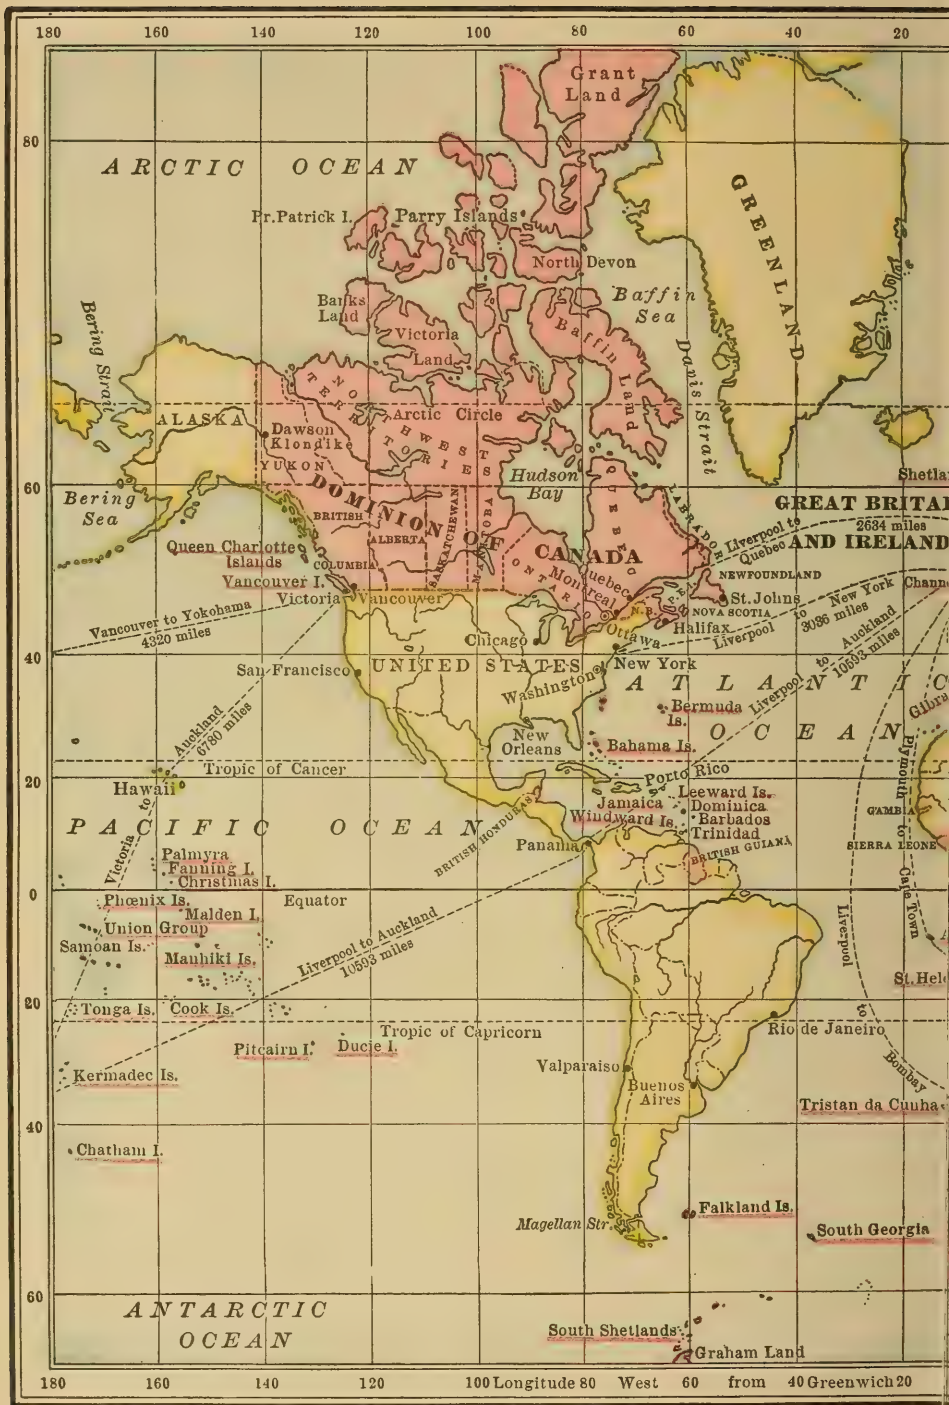 180 160 140 120 100 80 60 40 20
Grant
Land
80
ARCTIC OCEAN
GREENLAND
Pr. Patrick I.
Parry Islands
North Devon
Banks
Land
Baffin
Sea
Victoria
Land
Baffin Land
Davis Strait
Bering Strait
NORTHWEST
TERRITORIES
Arctic Circle
ALASKA
Dawson
Klondike
YUKON
Hudson
Bay
QUEBEC
LABRADOR
Shetla
60
Bering
Sea
DOMINION OF CANADA
GREAT BRITAI
AND IRELAND
BRITISH
COLUMBIA
ALBERTA
SASKATCHEWAN
MANITOBA
ONTARIO
Liverpool to Quebec
2634 miles
Queen Charlotte
Islands
Vancouver I.
Victoria
Vancouver
Quebec
Montreal
Ottawa
P.E.I.
N.B.
NEWFOUNDLAND
St. Johns
NOVA SCOTIA
Halifax
Channe
Liverpool to New York
3036 miles
Vancouver to Yokohama
4320 miles
40
San Francisco
Chicago
UNITED STATES
New York
Washington
Liverpool to Auckland
10593 miles
ATLANTIC
OCEAN
Bermuda
Is.
Gibra
New
Orleans
Bahama Is.
Victoria to Auckland
6780 miles
Tropic of Cancer
20
Hawaii
Porto Rico
Leeward Is.
Jamaica
Dominica
Windward Is.
Barbados
Trinidad
Plymouth to Cape Town
GAMBIA
SIERRA LEONE
PACIFIC OCEAN
BRITISH HONDURAS
Panama
BRITISH GUIANA
Palmyra
Fanning I.
Christmas I.
0
Equator
Phœnix Is.
Malden I.
Union Group
Samoan Is.
Manhiki Is.
Liverpool to Auckland
10593 miles
Liverpool to Bombay
St. Hele
20
Tonga Is.
Cook Is.
Tropic of Capricorn
Rio de Janeiro
Pitcairn I.
Ducie I.
Kermadec Is.
Valparaiso
Buenos
Aires
Tristan da Cunha
40
Chatham I.
Falkland Is.
Magellan Str.
South Georgia
60
ANTARCTIC
OCEAN
South Shetlands
Graham Land
180 160 140 120 100 Longitude 80 West 60 from 40 Greenwich 20